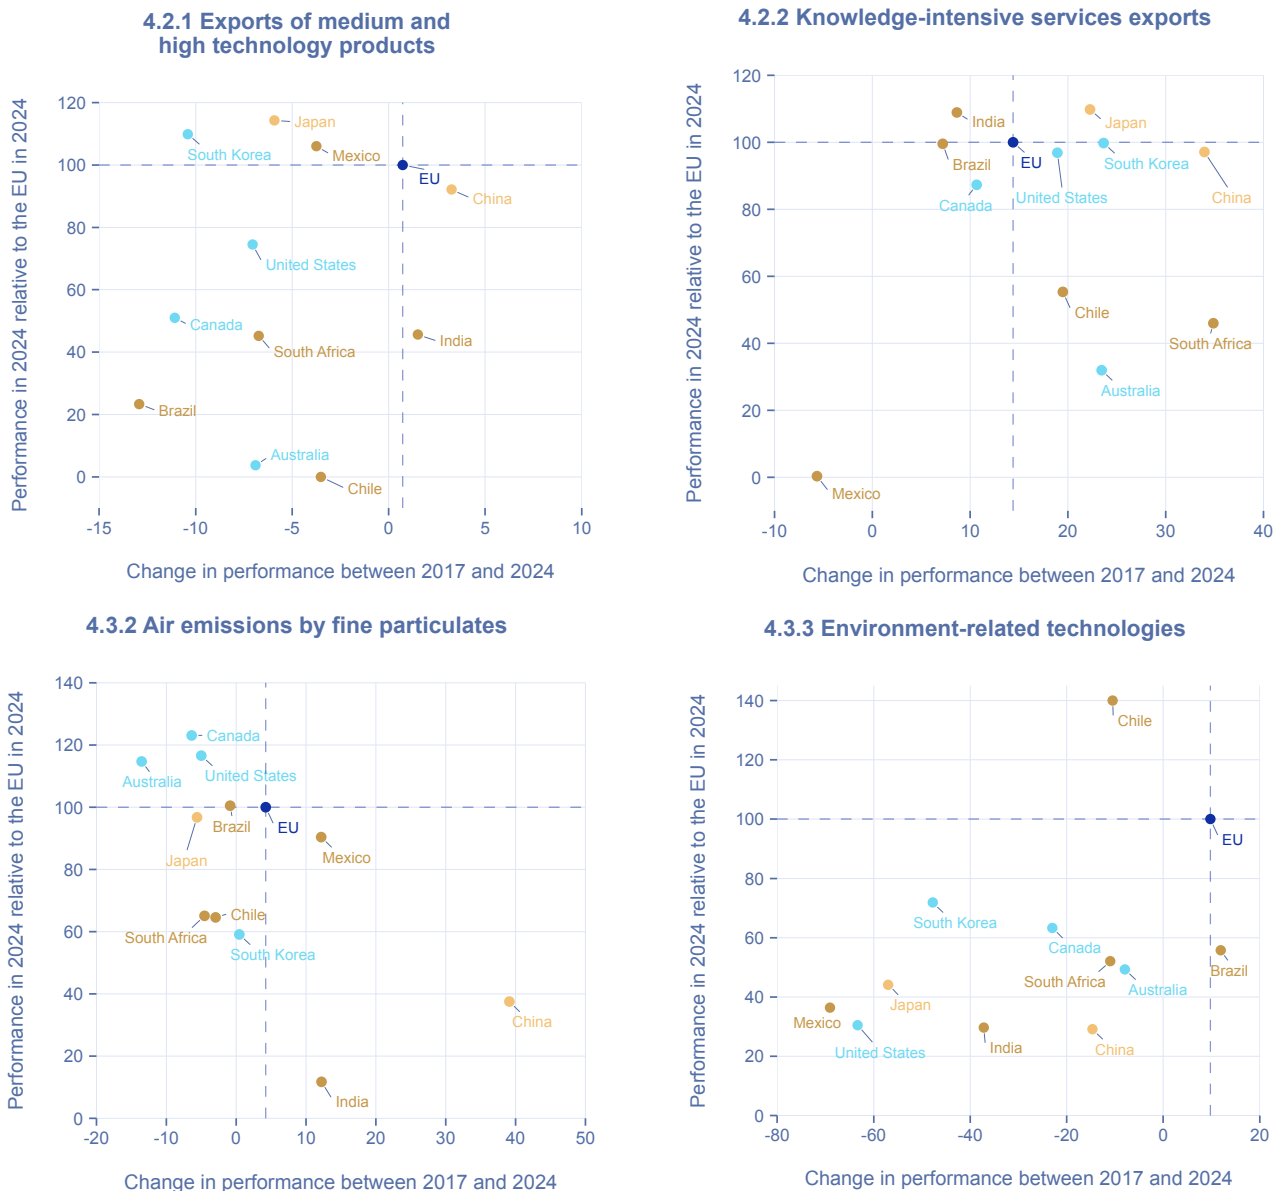 4.2.1 Exports of medium and
high technology products
Performance in 2024 relative to the EU in 2024
120
100
80
60
40
20
0
Japan
South Korea
Mexico
EU
China
United States
Canada
South Africa
India
Brazil
Australia
Chile
-15
-10
-5
0
5
10
Change in performance between 2017 and 2024
4.2.2 Knowledge-intensive services exports
Performance in 2024 relative to the EU in 2024
120
100
80
60
40
20
0
India
Japan
Brazil
EU
South Korea
Canada
United States
China
Chile
South Africa
Australia
Mexico
-10
0
10
20
30
40
Change in performance between 2017 and 2024
4.3.2 Air emissions by fine particulates
Performance in 2024 relative to the EU in 2024
140
120
100
80
60
40
20
0
Canada
Australia
United States
Brazil
EU
Japan
Mexico
Chile
South Africa
South Korea
China
India
-20
-10
0
10
20
30
40
50
Change in performance between 2017 and 2024
4.3.3 Environment-related technologies
Performance in 2024 relative to the EU in 2024
140
120
100
80
60
40
20
0
Chile
EU
South Korea
Canada
Brazil
South Africa
Australia
Japan
Mexico
United States
India
China
-80
-60
-40
-20
0
20
Change in performance between 2017 and 2024